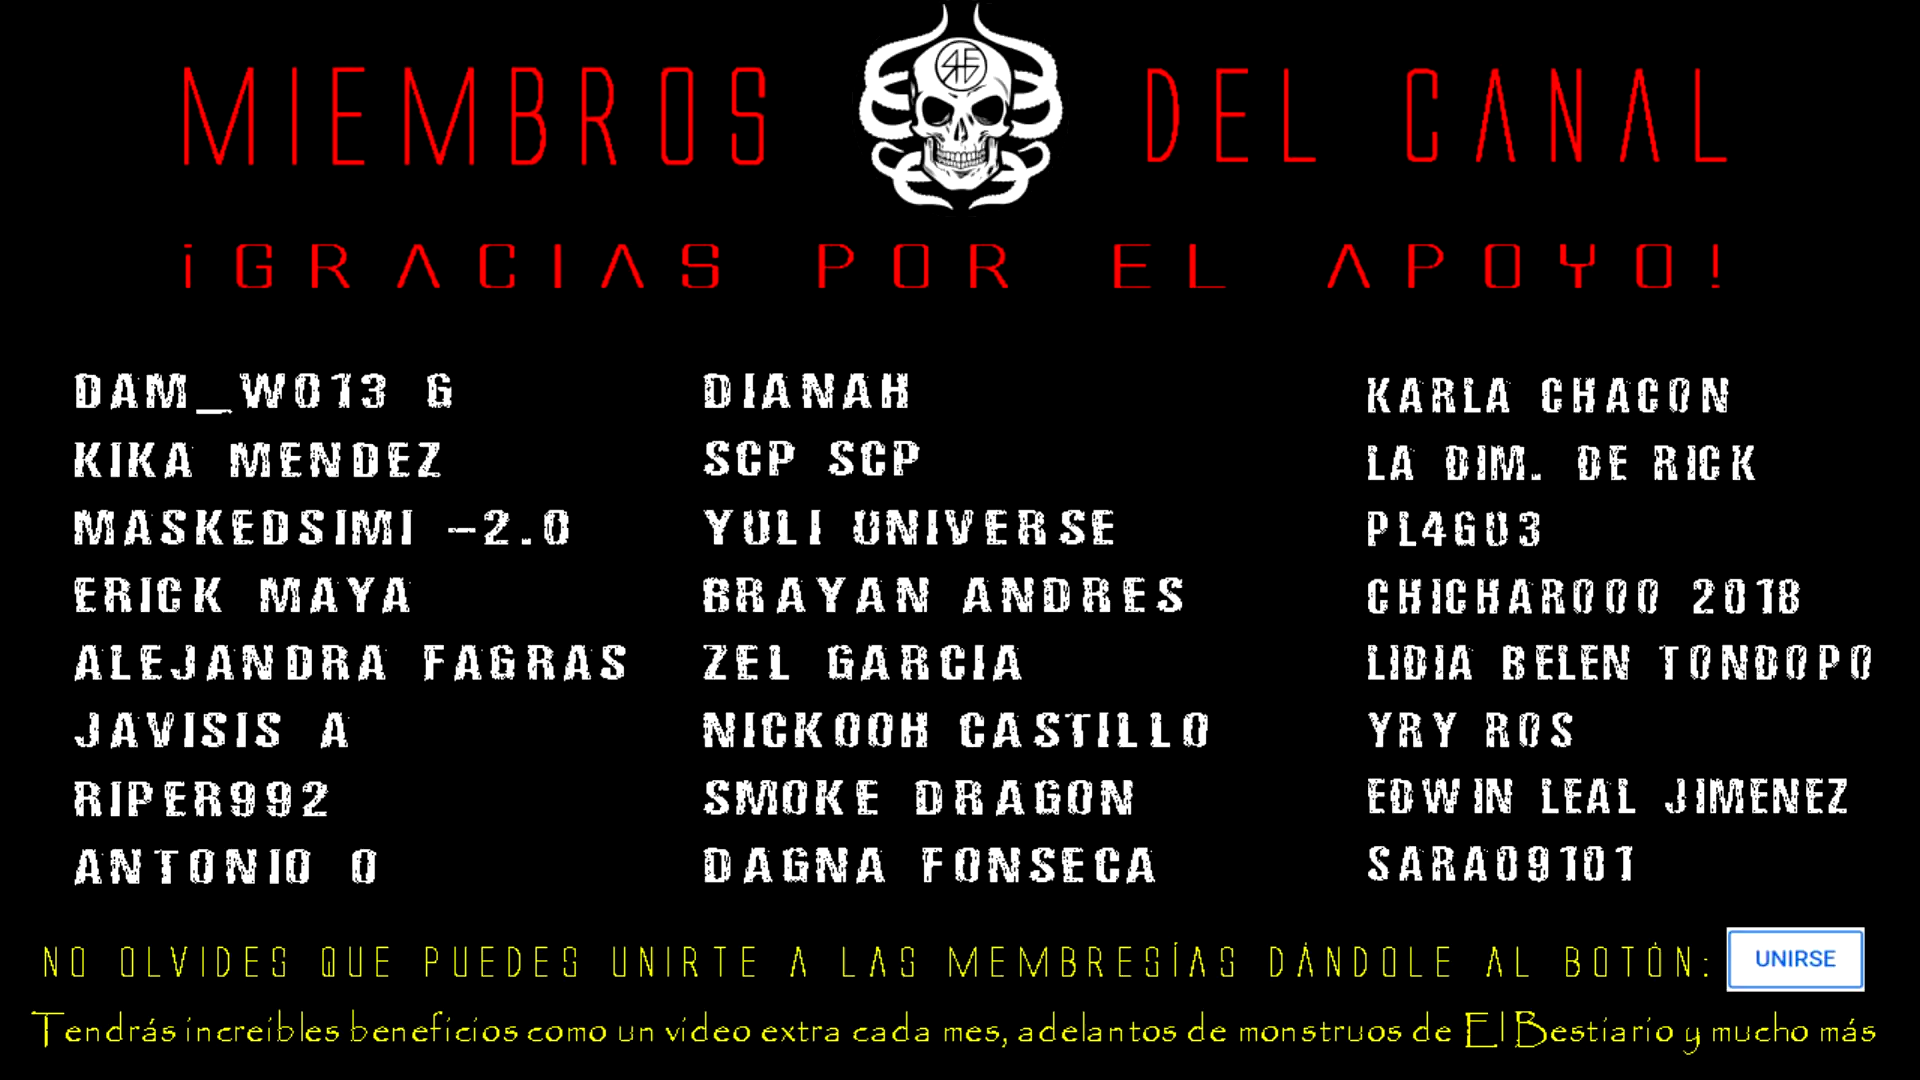 MIEMBROS DEL CANAL
¡GRACIAS POR EL APOYO!
DAM_WO13 G
KIKA MENDEZ
MASKEDSIMI -2.0
ERICK MAYA
ALEJANDRA FAGRAS
JAVISIS A
RIPER992
ANTONIO O
DIANAH
SCP SCP
YULI UNIVERSE
BRAYAN ANDRES
ZEL GARCIA
NICKOOH CASTILLO
SMOKE DRAGON
DAGNA FONSECA
KARLA CHACON
LA DIM. DE RICK
PL4GU3
CHICHAROOO 2018
LIDIA BELEN TONDOPO
YRY ROS
EDWIN LEAL JIMENEZ
SARA09101
NO OLVIDES QUE PUEDES UNIRTE A LAS MEMBRESÍAS DÁNDOLE AL BOTÓN: UNIRSE
Tendrás increibles beneficios como un video extra cada mes, adelantos de monstruos de El Bestiario y mucho más